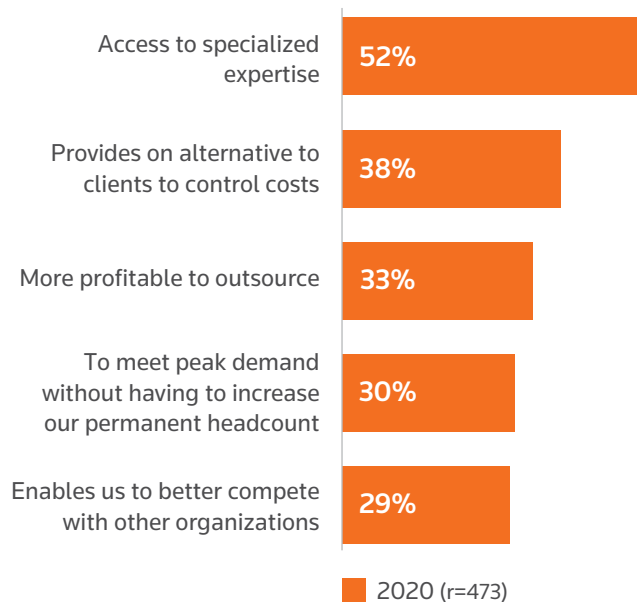 Access to specialized
expertise
52%
Provides on alternative to
clients to control costs
38%
More profitable to outsource
33%
To meet peak demand
without having to increase
our permanent headcount
30%
Enables us to better compete
with other organizations
29%
2020 (r=473)